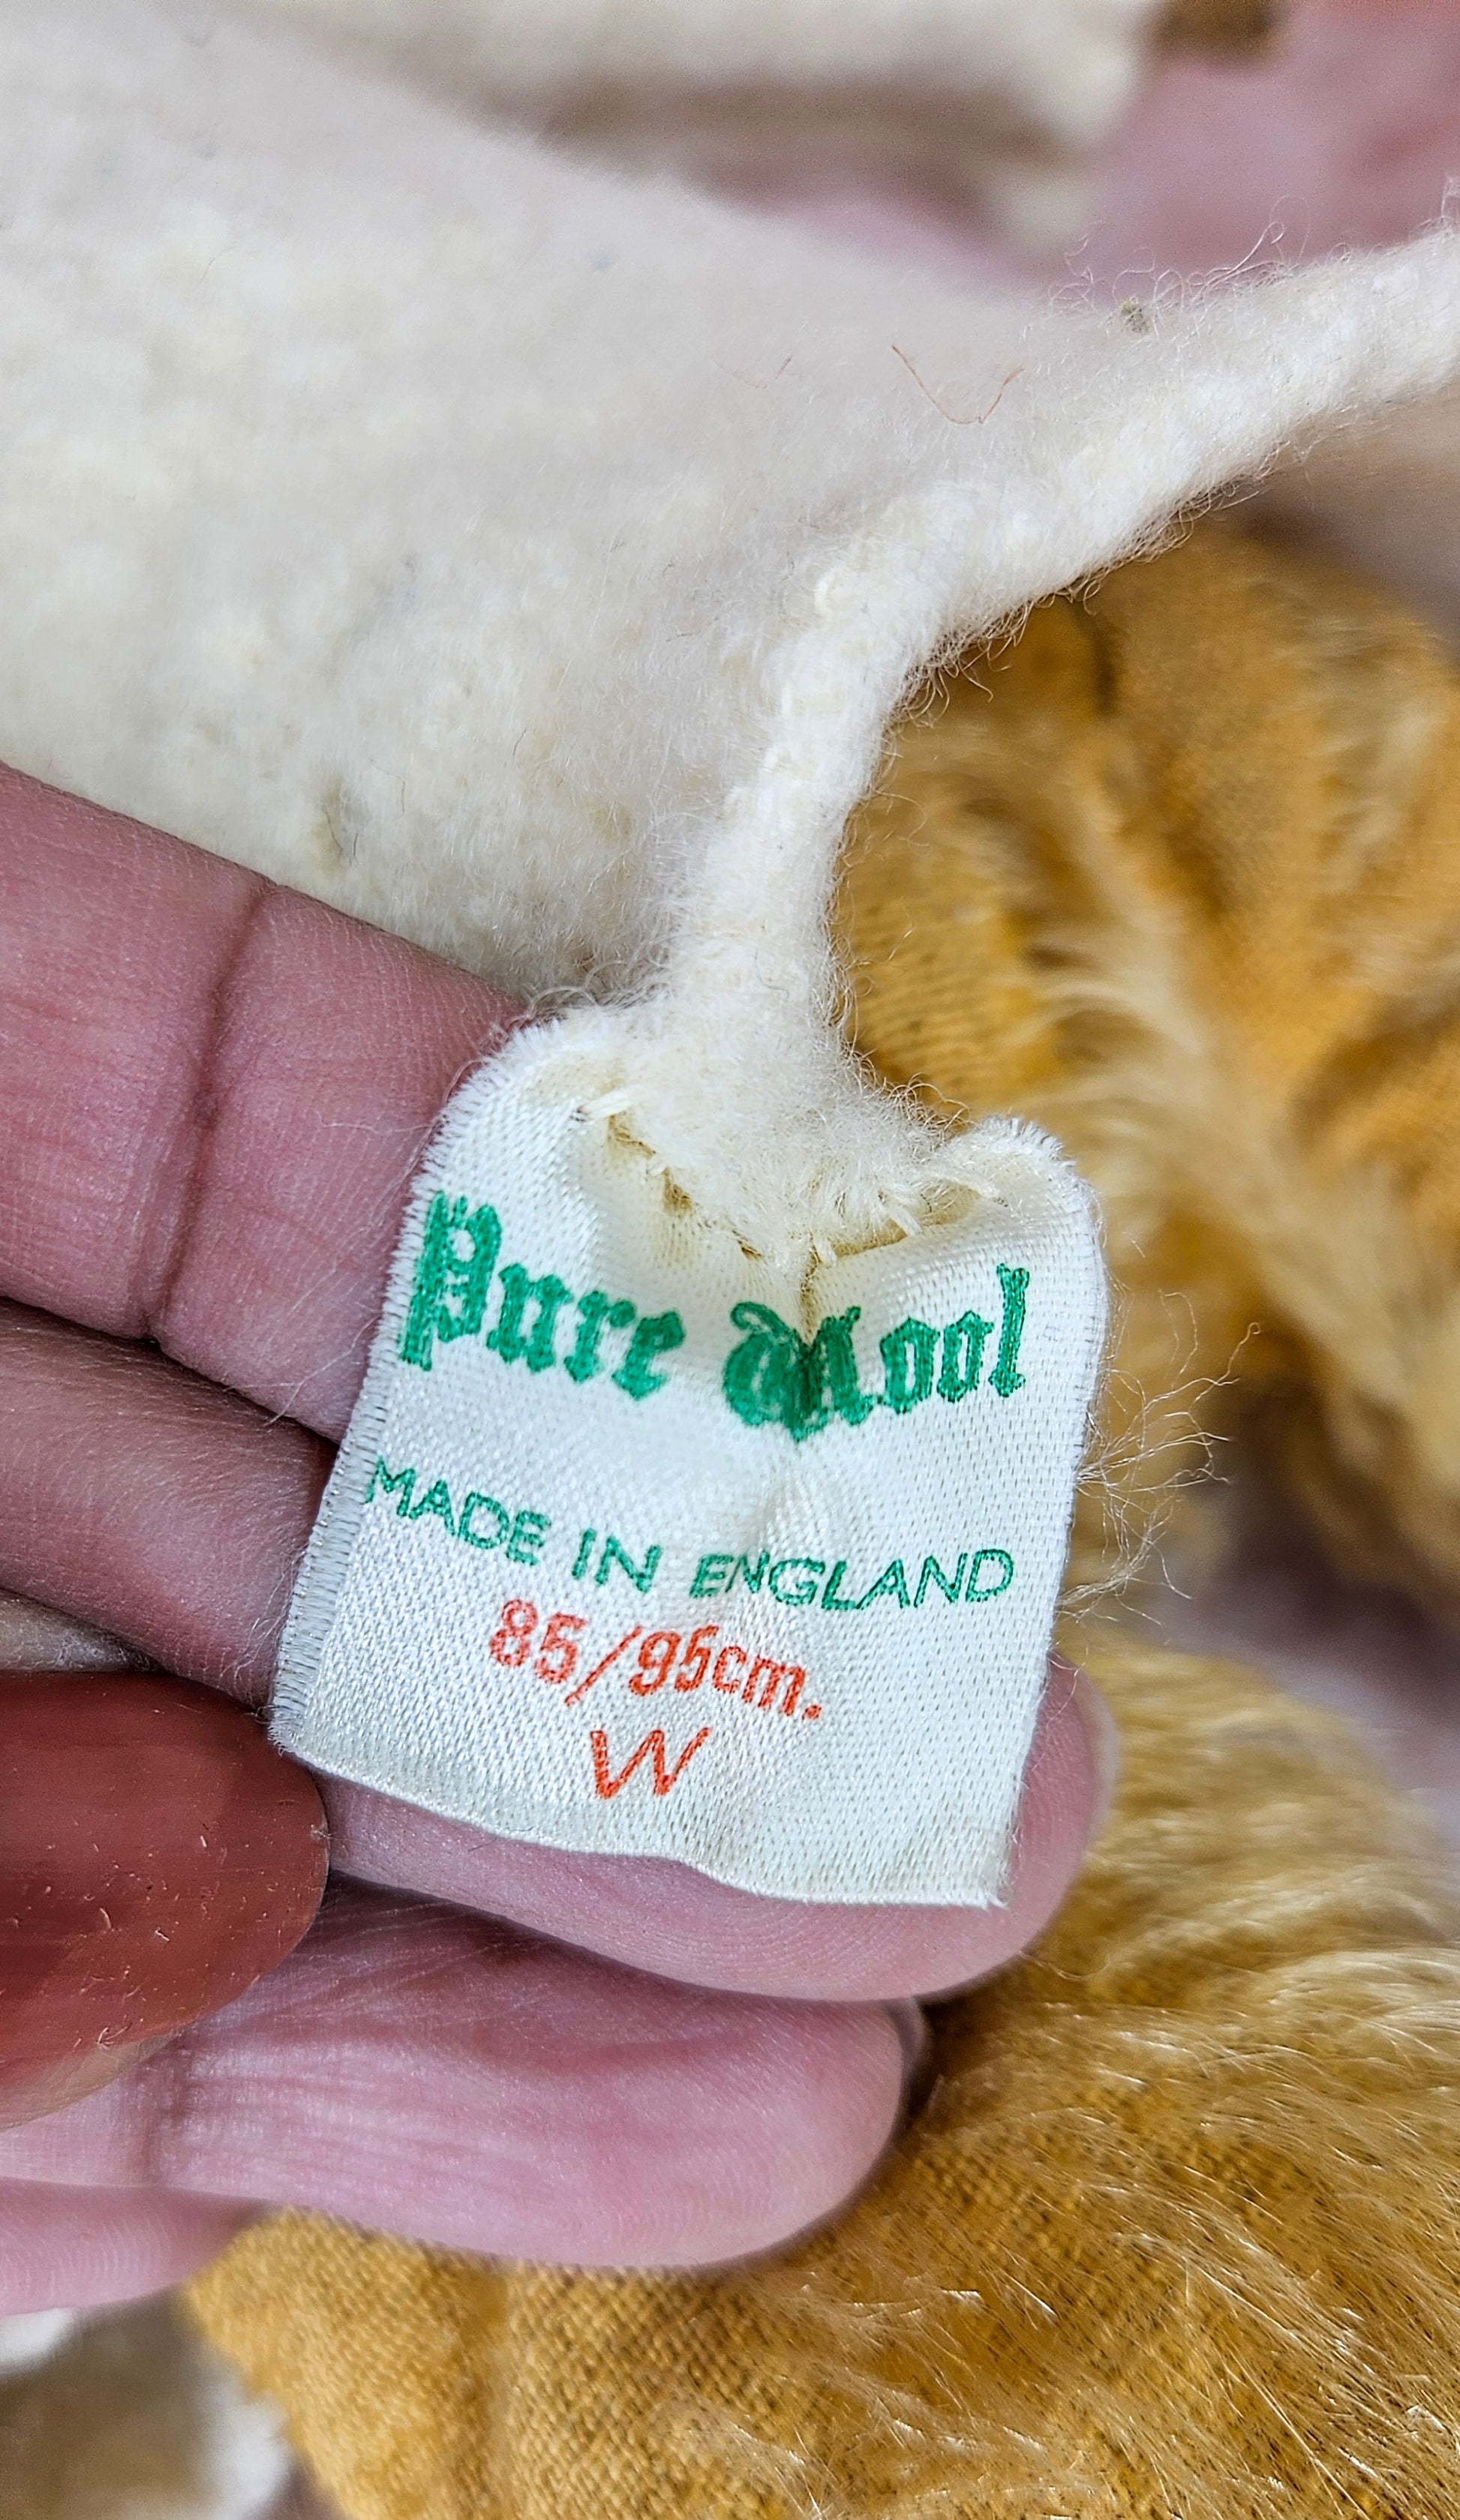 Pure Wool
MADE IN ENGLAND
85/95cm.
W